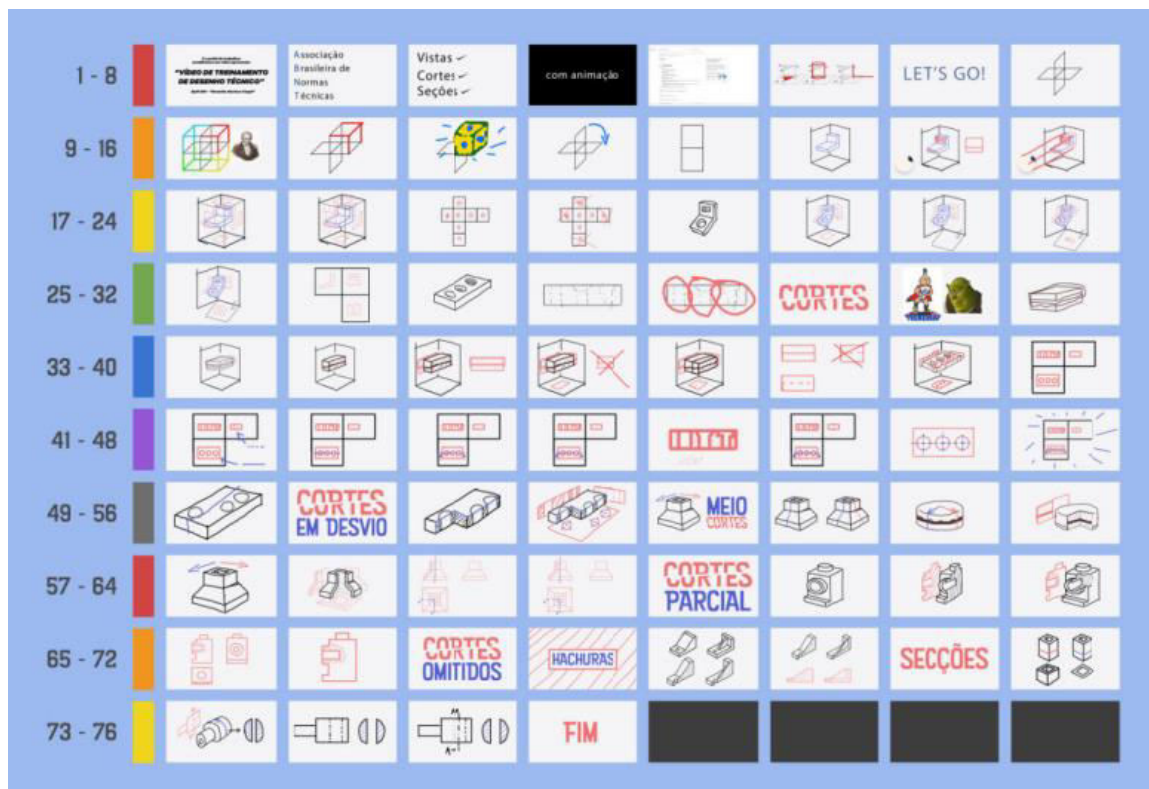 1 - 8
"VÍDEO DE TREINAMENTO
DE DESENHO TÉCNICO"
Associação
Brasileira de
Normas
Técnicas
Vistas
Cortes
Seções
com animação
LET'S GO!
9 - 16
17 - 24
25 - 32
CORTES
33 - 40
41 - 48
49 - 56
CORTES
EM DESVIO
MEIO
CORTES
57 - 64
CORTES
PARCIAL
65 - 72
CORTES
OMITIDOS
HACHURAS
SECÇÕES
73 - 76
FIM